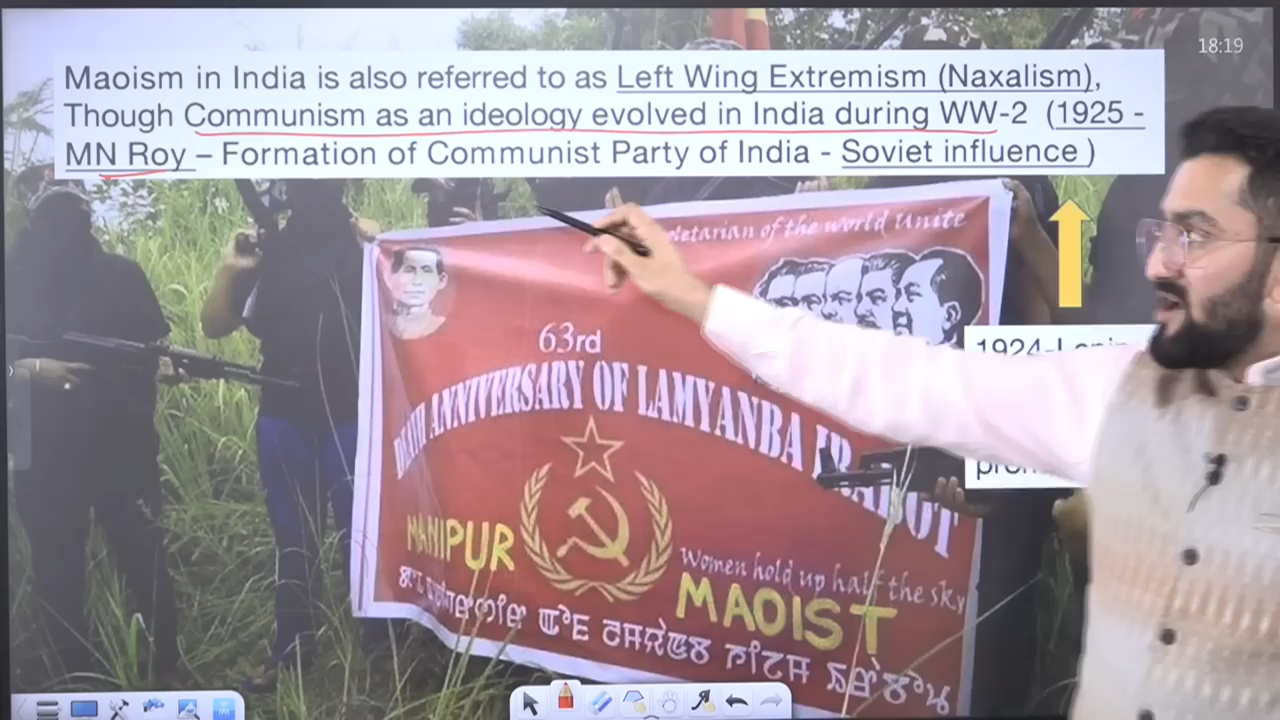 18:19
Maoism in India is also referred to as Left Wing Extremism (Naxalism),
Though Communism as an ideology evolved in India during WW-2 (1925 -
MN Roy – Formation of Communist Party of India - Soviet influence )
of the world Unite
63rd
ANNIVERSARY OF LAMYANBA
1924-Lenin
MANIPUR
Women hold up half the sky
MAOIST